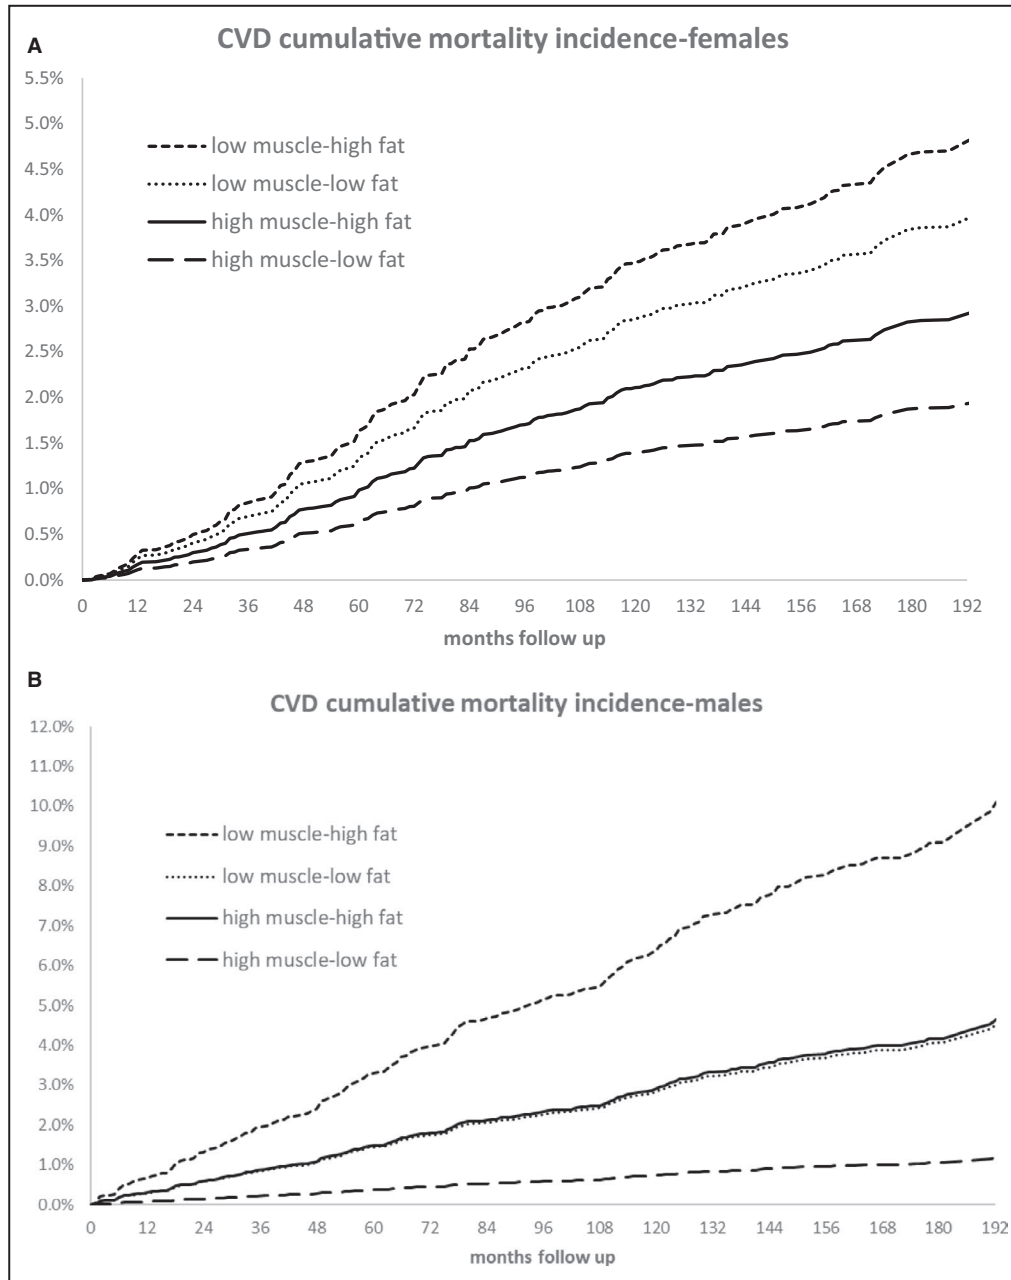 A
CVD cumulative mortality incidence-females
5.5%
5.0%
4.5%
4.0%
3.5%
3.0%
2.5%
2.0%
1.5%
1.0%
0.5%
0.0%
low muscle-high fat
low muscle-low fat
high muscle-high fat
high muscle-low fat
0 12 24 36 48 60 72 84 96 108 120 132 144 156 168 180 192
months follow up
B
CVD cumulative mortality incidence-males
12.0%
11.0%
10.0%
9.0%
8.0%
7.0%
6.0%
5.0%
4.0%
3.0%
2.0%
1.0%
0.0%
low muscle-high fat
low muscle-low fat
high muscle-high fat
high muscle-low fat
0 12 24 36 48 60 72 84 96 108 120 132 144 156 168 180 192
months follow up